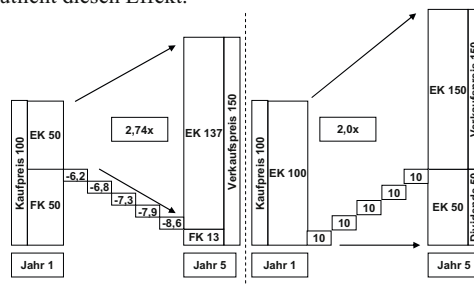 diesen Effekt.
Kaufpreis 100
EK 50
FK 50
-6,2
-6,8
-7,3
-7,9
-8,6
2,74x
EK 137
FK 13
Verkaufspreis 150
Jahr 1
Jahr 5
Kaufpreis 100
EK 100
2,0x
10
10
10
10
10
EK 150
EK 50
Jahr 1
Jahr 5